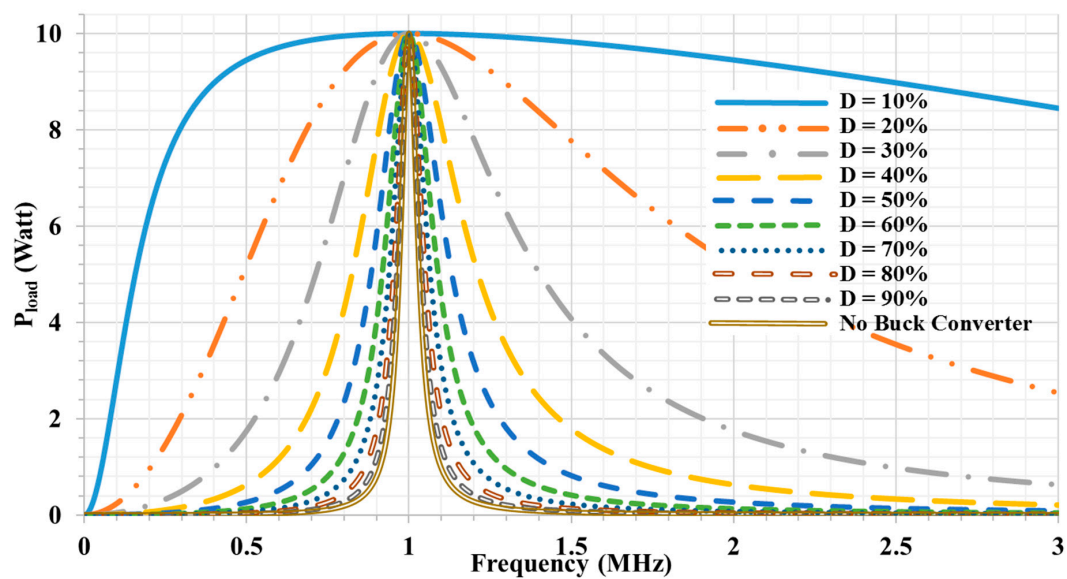 10
8
6
4
2
0
P_load (Watt)
D = 10%
D = 20%
D = 30%
D = 40%
D = 50%
D = 60%
D = 70%
D = 80%
D = 90%
No Buck Converter
0 0.5 1 1.5 2 2.5 3
Frequency (MHz)